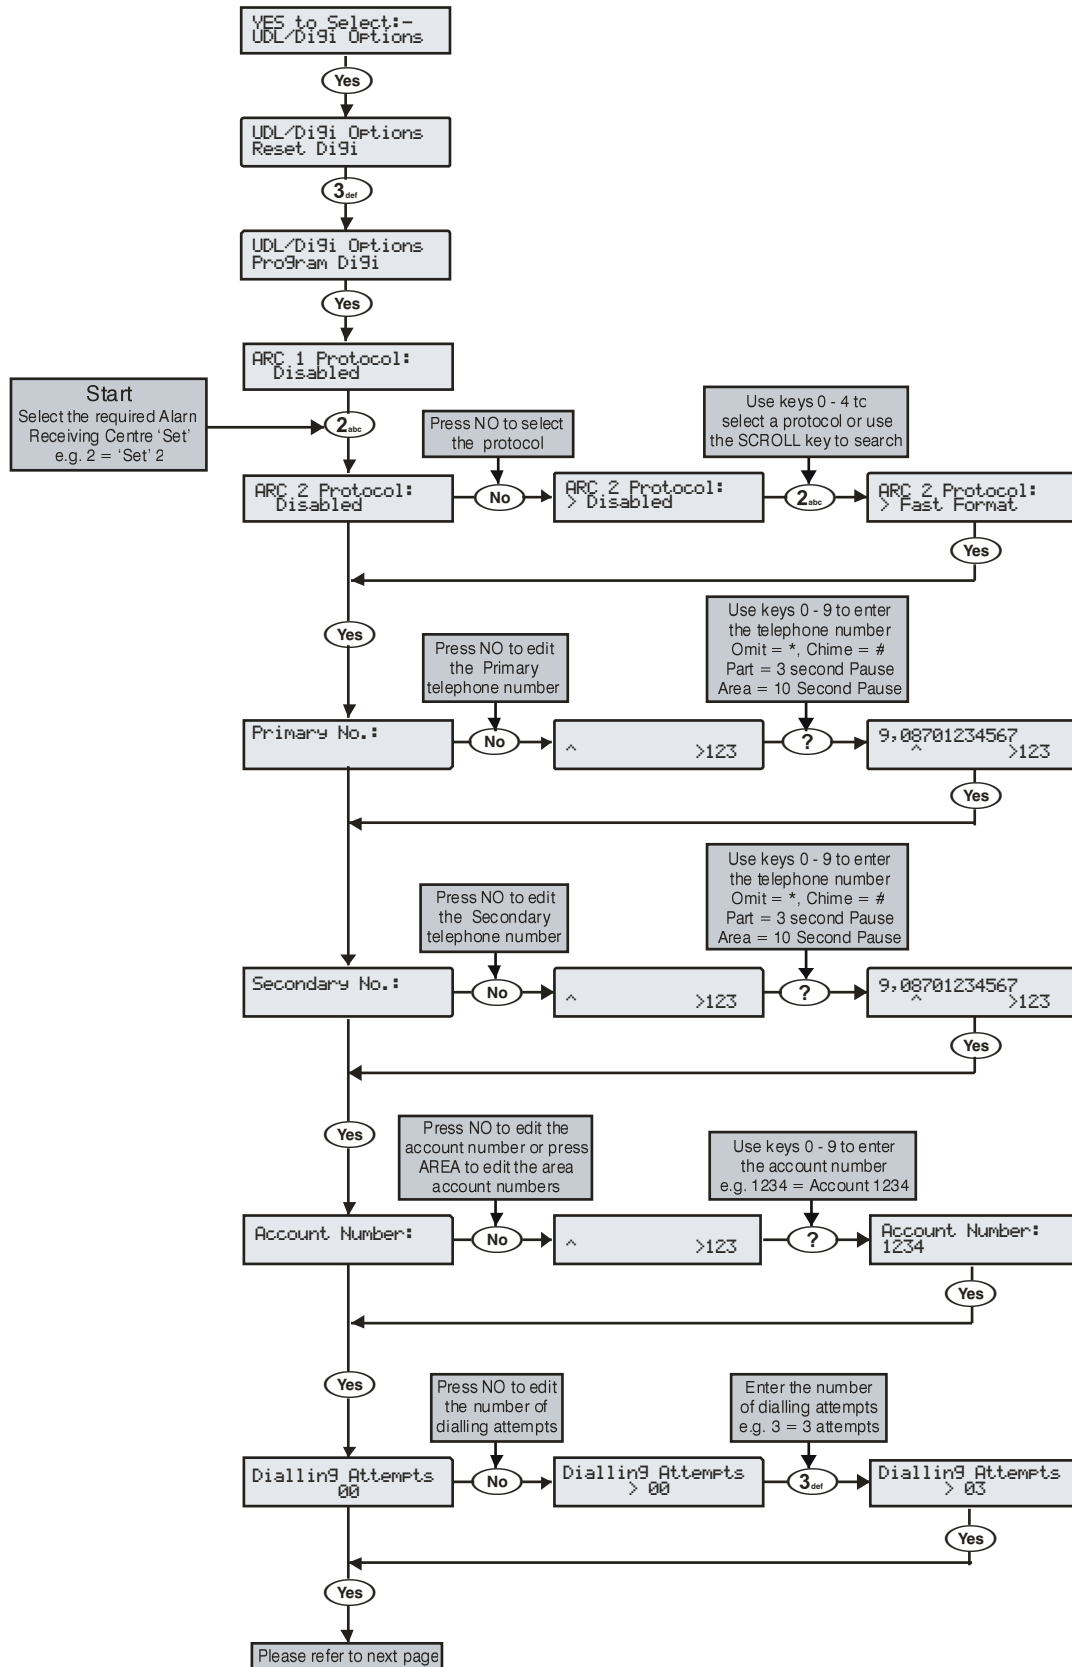 YES to Select:-
UDL/Digi Options
Yes
UDL/Digi Options
Reset Digi
3def
UDL/Digi Options
Program Digi
Yes
ARC 1 Protocol:
Disabled
Start
Select the required Alarn
Receiving Centre ‘Set’
e.g. 2 = ‘Set’ 2
2abc
Press NO to select
the protocol
Use keys 0 - 4 to
select a protocol or use
the SCROLL key to search
ARC 2 Protocol:
Disabled
No
ARC 2 Protocol:
> Disabled
2abc
ARC 2 Protocol:
> Fast Format
Yes
Yes
Press NO to edit
the Primary
telephone number
Use keys 0 - 9 to enter
the telephone number
Omit = *, Chime = #
Part = 3 second Pause
Area = 10 Second Pause
Primary No.:
No
^ >123
?
9,08701234567
^ >123
Yes
Press NO to edit
the Secondary
telephone number
Use keys 0 - 9 to enter
the telephone number
Omit = *, Chime = #
Part = 3 second Pause
Area = 10 Second Pause
Secondary No.:
No
^ >123
?
9,08701234567
^ >123
Yes
Yes
Press NO to edit the
account number or press
AREA to edit the area
account numbers
Use keys 0 - 9 to enter
the account number
e.g. 1234 = Account 1234
Account Number:
No
^ >123
?
Account Number:
1234
Yes
Yes
Press NO to edit
the number of
dialling attempts
Enter the number
of dialling attempts
e.g. 3 = 3 attempts
Dialling Attempts
00
No
Dialling Attempts
> 00
3def
Dialling Attempts
> 03
Yes
Yes
Please refer to next page